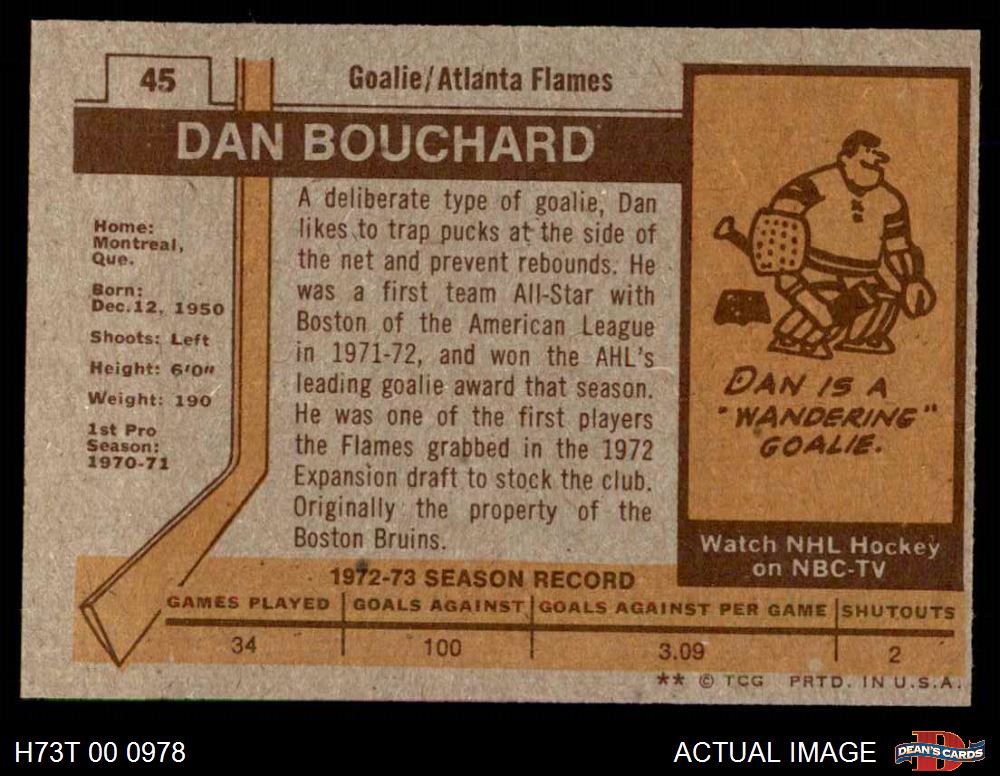 45
Goalie/Atlanta Flames
DAN BOUCHARD
Home:
Montreal,
Que.
Born:
Dec.12, 1950
Shoots: Left
Height: 6'0"
Weight: 190
1st Pro
Season:
1970-71
A deliberate type of goalie, Dan
likes to trap pucks at the side of
the net and prevent rebounds. He
was a first team All-Star with
Boston of the American League
in 1971-72, and won the AHL's
leading goalie award that season.
He was one of the first players
the Flames grabbed in the 1972
Expansion draft to stock the club.
Originally the property of the
Boston Bruins.
DAN IS A
"WANDERING"
GOALIE.
Watch NHL Hockey
on NBC-TV
1972-73 SEASON RECORD
GAMES PLAYED GOALS AGAINST GOALS AGAINST PER GAME SHUTOUTS
34 100 3.09 2
** © TCG PRTD. IN U.S.A.
H73T 00 0978
ACTUAL IMAGE
D
DEAN'S CARDS